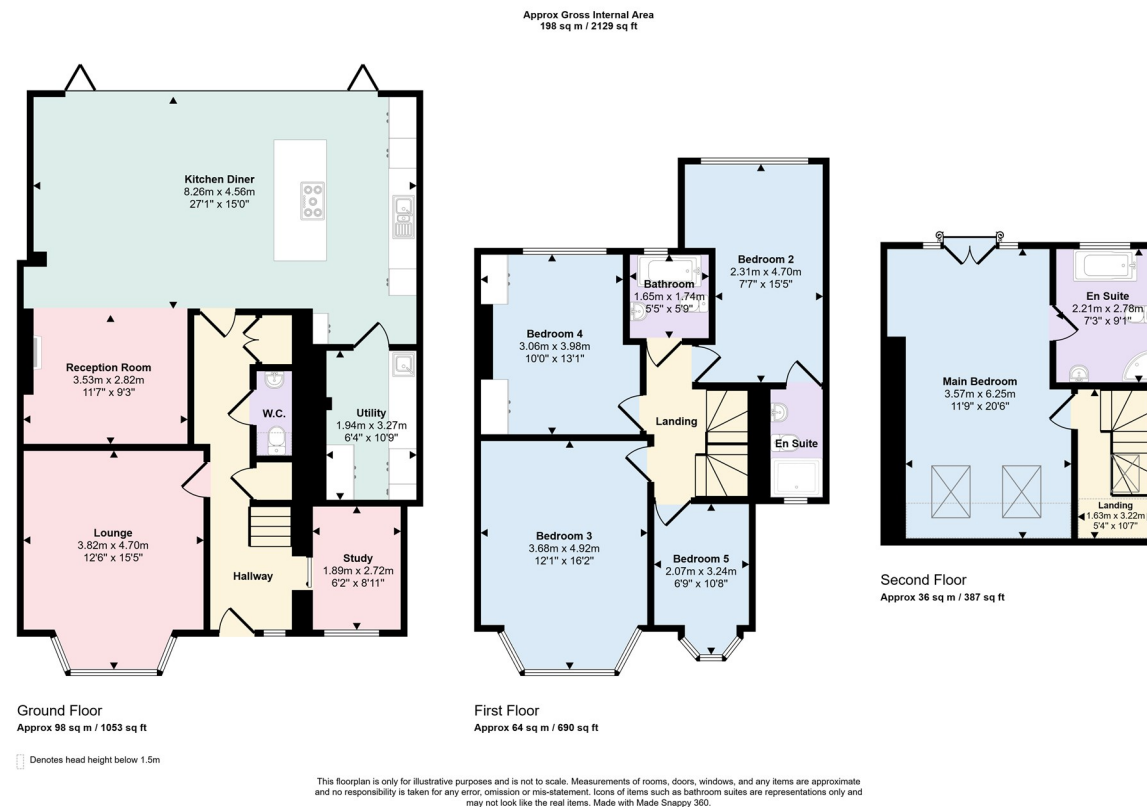 Approx Gross Internal Area
198 sq m / 2129 sq ft
Kitchen Diner
8.26m x 4.56m
27'1" x 15'0"
Reception Room
3.53m x 2.82m
11'7" x 9'3"
W.C.
Utility
1.94m x 3.27m
6'4" x 10'9"
Lounge
3.82m x 4.70m
12'6" x 15'5"
Hallway
Study
1.89m x 2.72m
6'2" x 8'11"
Ground Floor
Approx 98 sq m / 1053 sq ft
Denotes head height below 1.5m
Bedroom 2
2.31m x 4.70m
7'7" x 15'5"
Bathroom
1.65m x 1.74m
5'5" x 5'9"
Bedroom 4
3.06m x 3.98m
10'0" x 13'1"
Landing
En Suite
Bedroom 3
3.68m x 4.92m
12'1" x 16'2"
Bedroom 5
2.07m x 3.24m
6'9" x 10'8"
First Floor
Approx 64 sq m / 690 sq ft
En Suite
2.21m x 2.78m
7'3" x 9'1"
Main Bedroom
3.57m x 6.25m
11'9" x 20'6"
Landing
1.63m x 3.22m
5'4" x 10'7"
Second Floor
Approx 36 sq m / 387 sq ft
This floorplan is only for illustrative purposes and is not to scale. Measurements of rooms, doors, windows, and any items are approximate
and no responsibility is taken for any error, omission or mis-statement. Icons of items such as bathroom suites are representations only and
may not look like the real items. Made with Made Snappy 360.